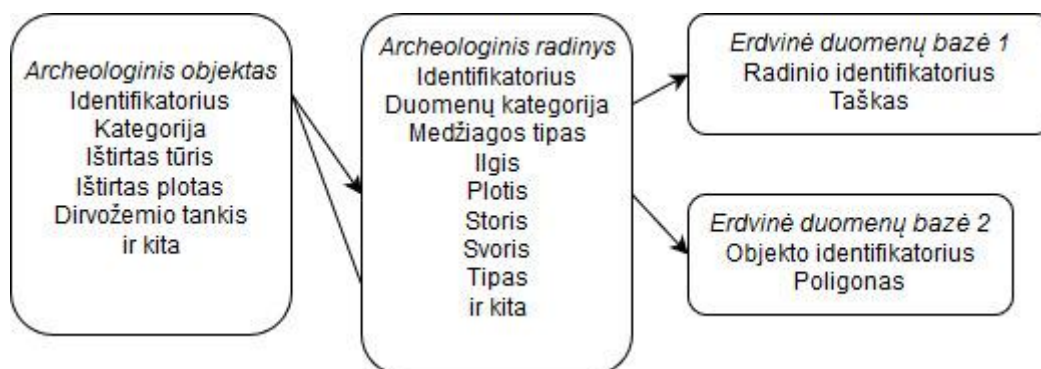 Archeologinis objektas
Identifikatorius
Kategorija
Ištirtas tūris
Ištirtas plotas
Dirvožemio tankis
ir kita
Archeologinis radinys
Identifikatorius
Duomenų kategorija
Medžiagos tipas
Ilgis
Plotis
Storis
Svoris
Tipas
ir kita
Erdvinė duomenų bazė 1
Radinio identifikatorius
Taškas
Erdvinė duomenų bazė 2
Objekto identifikatorius
Poligonas